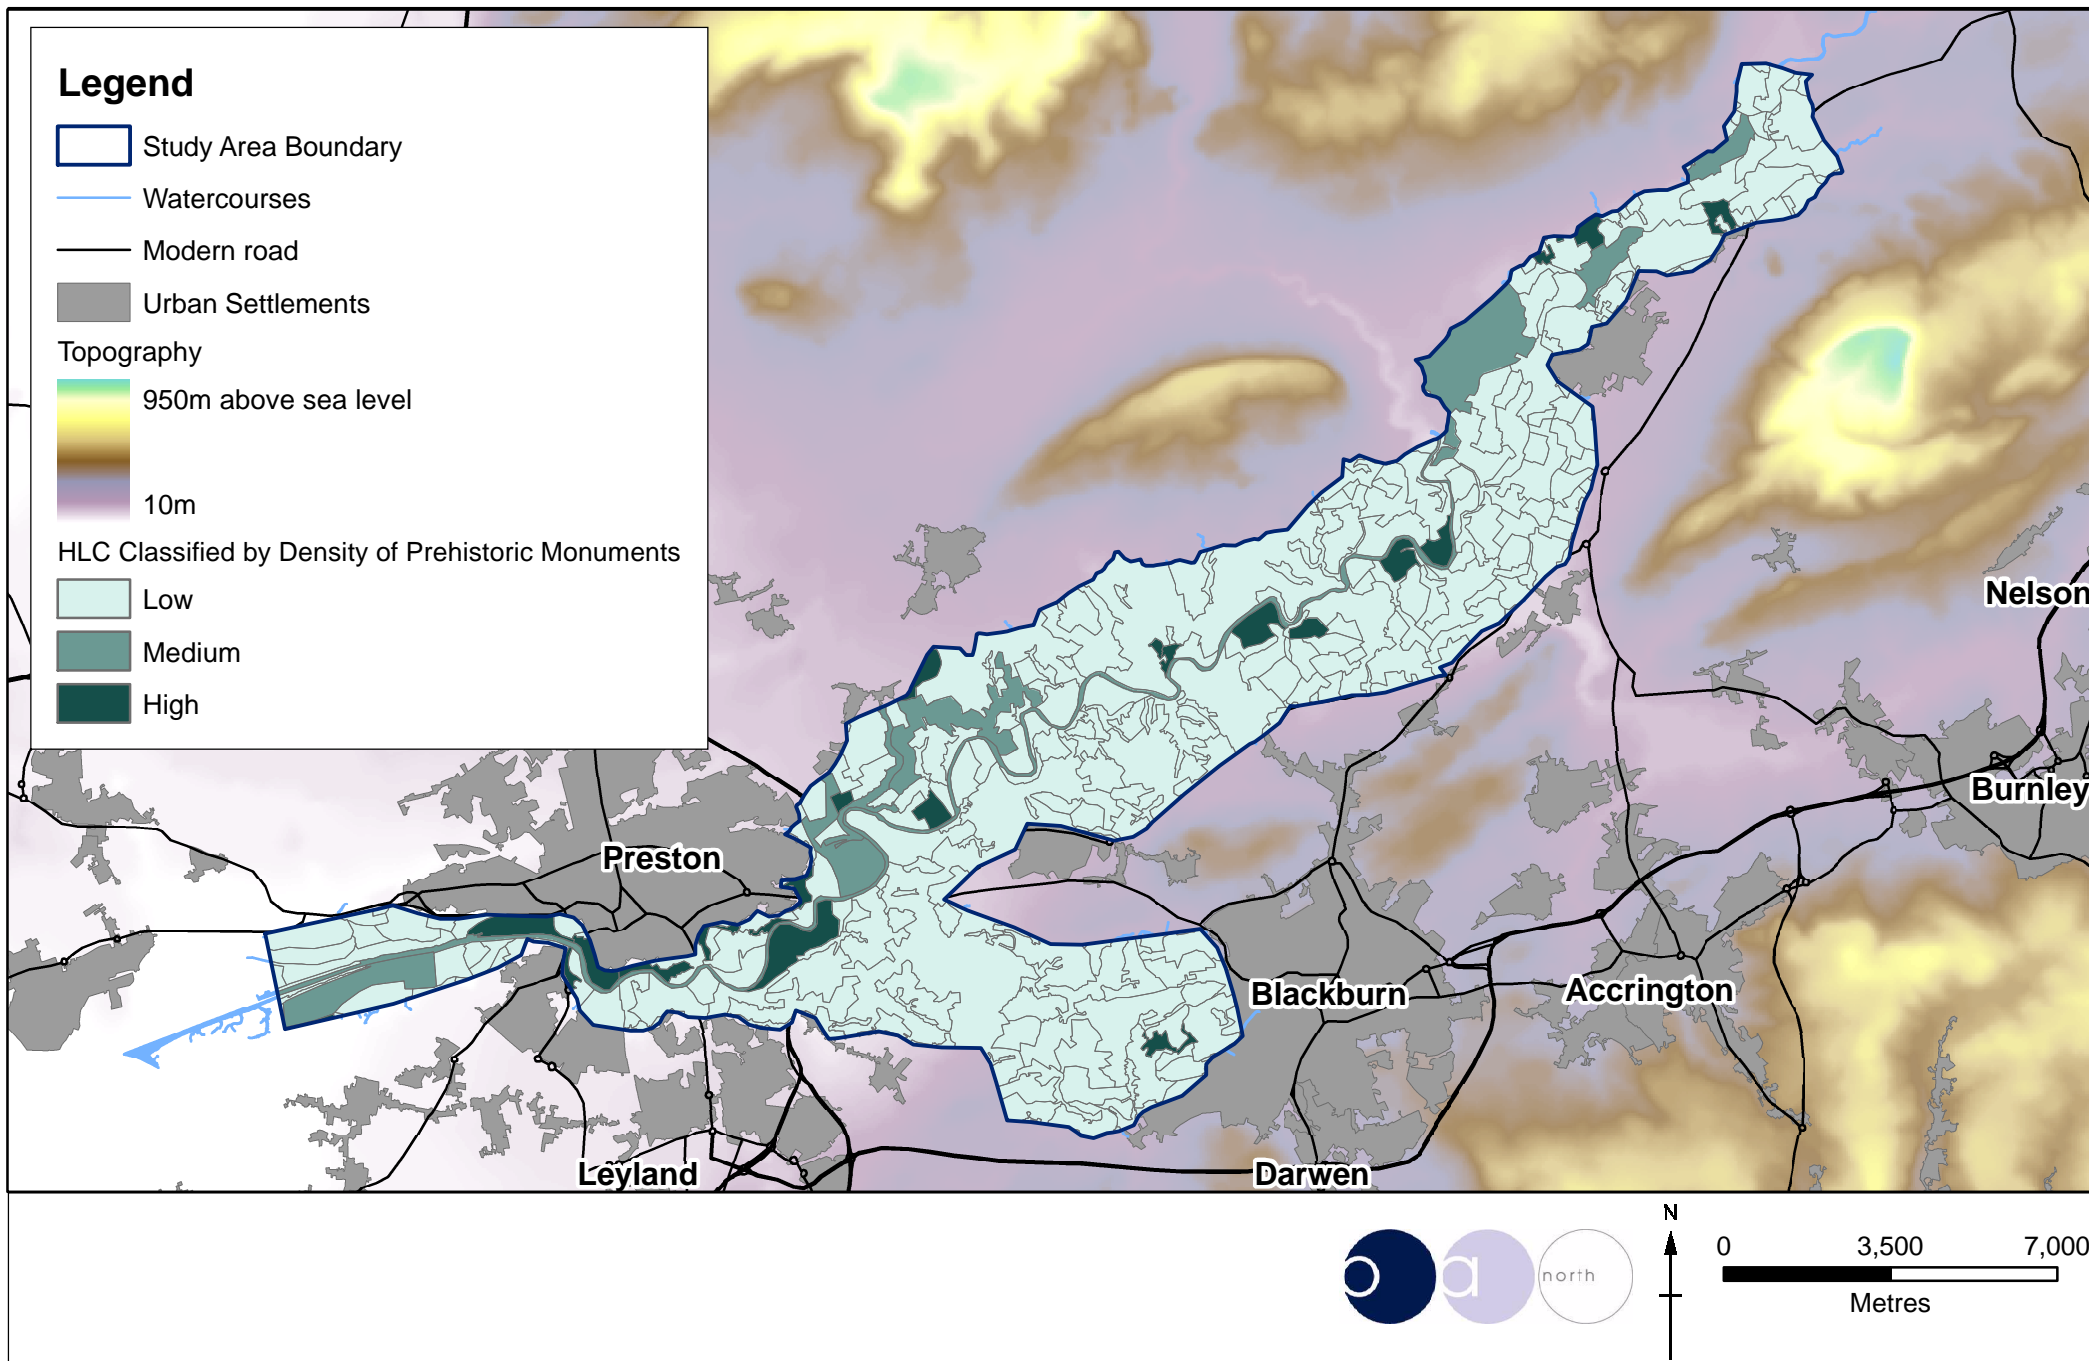 Legend
Study Area Boundary
Watercourses
Modern road
Urban Settlements
Topography
950m above sea level
10m
HLC Classified by Density of Prehistoric Monuments
Low
Medium
High
Nelson
Burnley
Preston
Blackburn
Accrington
Leyland
Darwen
o a north
N
0 3,500 7,000
Metres